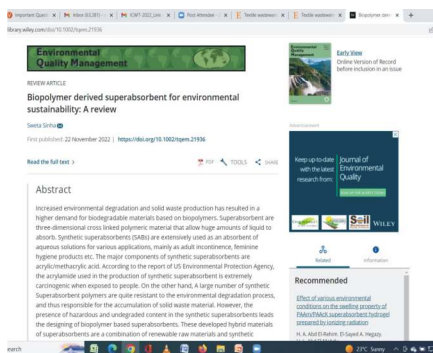 Important Ques
Inbox (63,381) -
ICWT-2022_Link
Post Attendee -
Textile wastewater
Textile wastewater
Biopolymer deri
library.wiley.com/doi/10.1002/tqem.21936
Environmental
Quality Management
REVIEW ARTICLE
Biopolymer derived superabsorbent for environmental
sustainability: A review
Sweta Sinha
First published: 22 November 2022 | https://doi.org/10.1002/tqem.21936
Read the full text >
PDF TOOLS SHARE
Abstract
Increased environmental degradation and solid waste production has resulted in a
higher demand for biodegradable materials based on biopolymers. Superabsorbent are
three-dimensional cross linked polymeric material that allow huge amounts of liquid to
absorb. Synthetic superabsorbents (SABs) are extensively used as an absorbent of
aqueous solutions for various applications, mainly as adult incontinence, feminine
hygiene products etc. The major components of synthetic superabsorbents are
acrylic/methacrylic acid. According to the report of US Environmental Protection Agency,
the acrylamide used in the production of synthetic superabsorbent is extremely
carcinogenic when exposed to people. On the other hand, A large number of synthetic
Superabsorbent polymers are quite resistant to the environmental degradation process,
and thus responsible for the accumulation of solid waste material. However, the
presence of hazardous and undegraded content in the synthetic superabsorbents leads
the designing of biopolymer based superabsorbents. These developed hybrid materials
of superabsorbents are a combination of renewable raw materials and synthetic
Early View
Online Version of Record
before inclusion in an issue
Advertisement
Keep up-to-date
with the latest
research from:
Journal of
Environmental
Quality
Soil
WILEY
Related
Information
Recommended
Effect of various environmental
conditions on the swelling property of
PAAm/PAAcK superabsorbent hydrogel
prepared by ionizing radiation
H. A. Abd El-Rehim, El-Sayed A. Hegazy,
earch
23°C Sunny